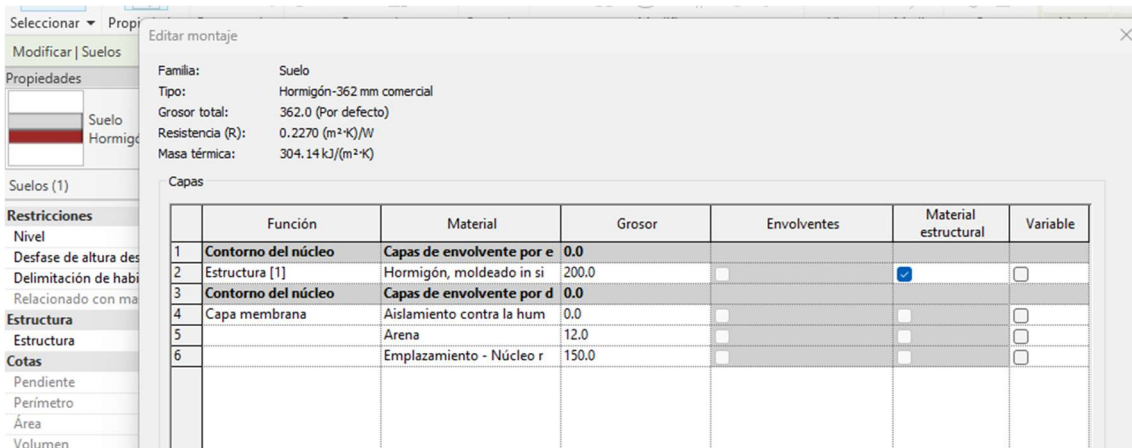 Seleccionar
Modificar | Suelos
Propiedades
Suelo
Suelos (1)
Restricciones
Nivel
Desfase de altura des
Delimitación de habi
Relacionado con ma
Estructura
Estructura
Cotas
Pendiente
Perímetro
Área
Volumen
Editar montaje
Familia: Suelo
Tipo: Hormigón-362 mm comercial
Grosor total: 362.0 (Por defecto)
Resistencia (R): 0.2270 (m²·K)/W
Masa térmica: 304.14 kJ/(m²·K)
Capas
Función Material Grosor Envolventes Material estructural Variable
1 Contorno del núcleo Capas de envolvente por e 0.0
2 Estructura [1] Hormigón, moldeado in si 200.0
3 Contorno del núcleo Capas de envolvente por d 0.0
4 Capa membrana Aislamiento contra la hum 0.0
5 Arena 12.0
6 Emplazamiento - Núcleo r 150.0